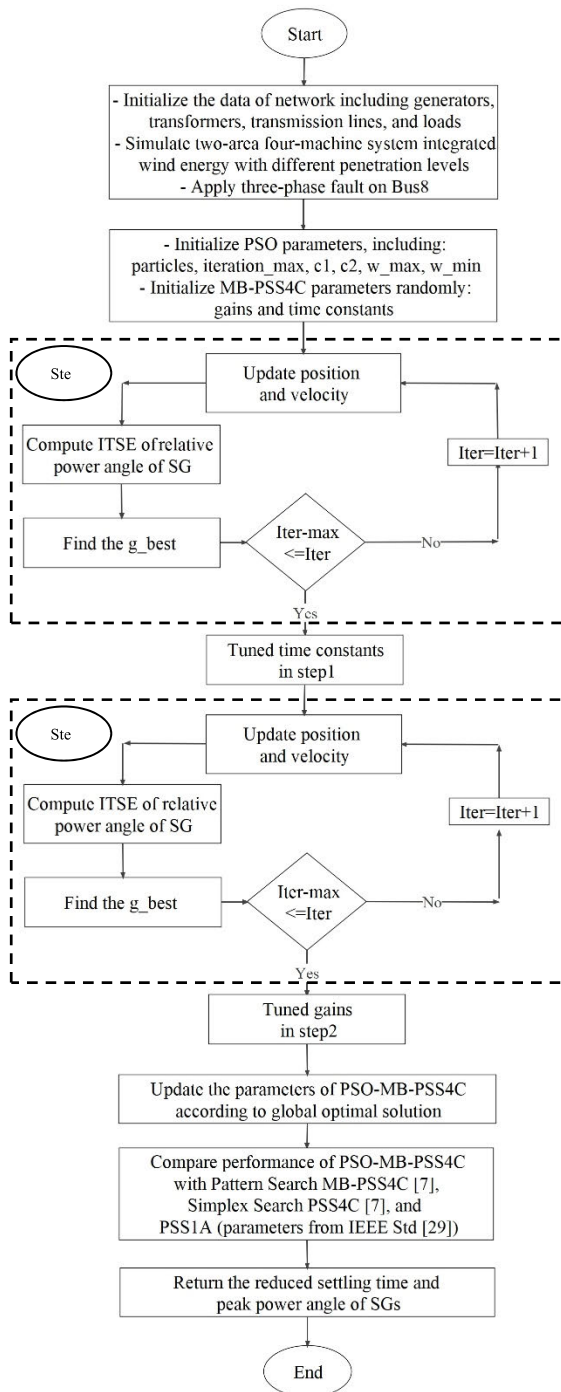 Start
- Initialize the data of network including generators,
transformers, transmission lines, and loads
- Simulate two-area four-machine system integrated
wind energy with different penetration levels
- Apply three-phase fault on Bus8
- Initialize PSO parameters, including:
particles, iteration_max, c1, c2, w_max, w_min
- Initialize MB-PSS4C parameters randomly:
gains and time constants
Ste
Update position
and velocity
Compute ITSE of relative
power angle of SG
Iter=Iter+1
Find the g_best
Iter-max
<=Iter
No
Yes
Tuned time constants
in step1
Ste
Update position
and velocity
Compute ITSE of relative
power angle of SG
Iter=Iter+1
Find the g_best
Iter-max
<=Iter
No
Yes
Tuned gains
in step2
Update the parameters of PSO-MB-PSS4C
according to global optimal solution
Compare performance of PSO-MB-PSS4C
with Pattern Search MB-PSS4C [7],
Simplex Search PSS4C [7], and
PSS1A (parameters from IEEE Std [29])
Return the reduced settling time and
peak power angle of SGs
End